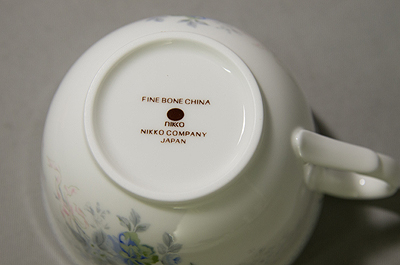 FINE BONE CHINA
NIKKO
NIKKO COMPANY
JAPAN